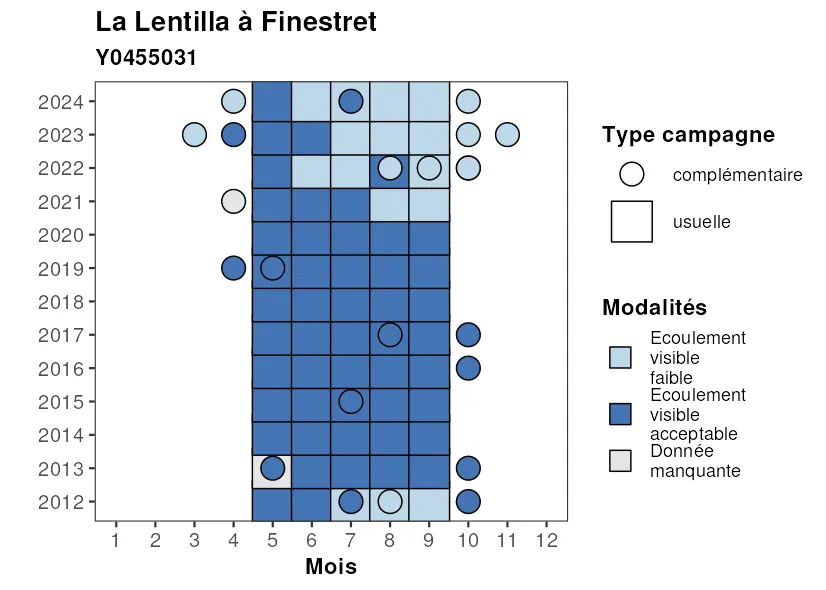 La Lentilla à Finestret
Y0455031
2024
2023
2022
2021
2020
2019
2018
2017
2016
2015
2014
2013
2012
1 2 3 4 5 6 7 8 9 10 11 12
Mois
Type campagne
complémentaire
usuelle
Modalités
Ecoulement
visible
faible
Ecoulement
visible
acceptable
Donnée
manquante